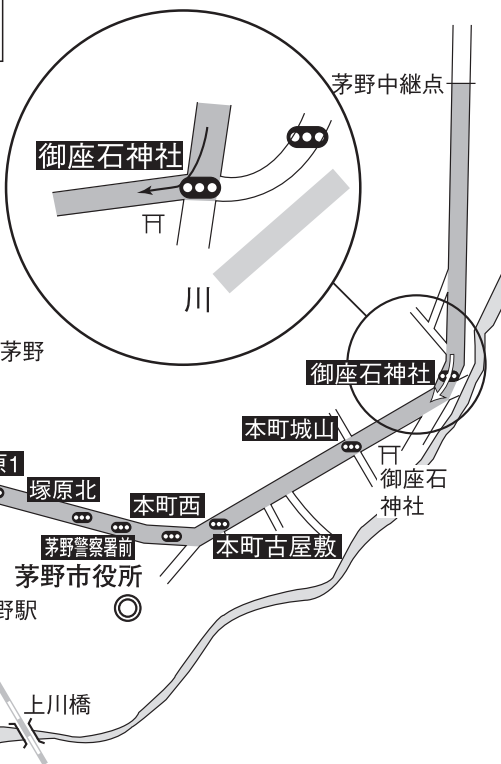 茅野中継点
御座石神社
川
茅野
御座石神社
本町城山
御座石
神社
原1
塚原北
本町西
茅野警察署前
本町古屋敷
茅野市役所
野駅
上川橋